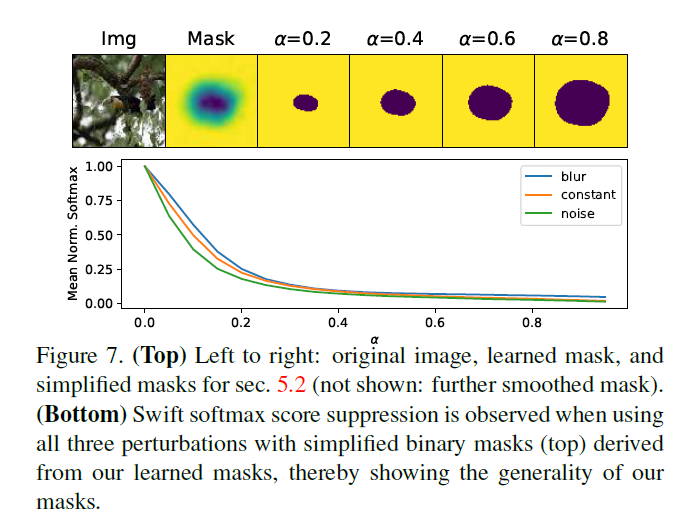 Img Mask α=0.2 α=0.4 α=0.6 α=0.8
1.00
0.75
0.50
0.25
0.00
Mean Norm. Softmax
blur
constant
noise
0.0 0.2 0.4 0.6 0.8
α
Figure 7. (Top) Left to right: original image, learned mask, and
simplified masks for sec. 5.2 (not shown: further smoothed mask).
(Bottom) Swift softmax score suppression is observed when using
all three perturbations with simplified binary masks (top) derived
from our learned masks, thereby showing the generality of our
masks.